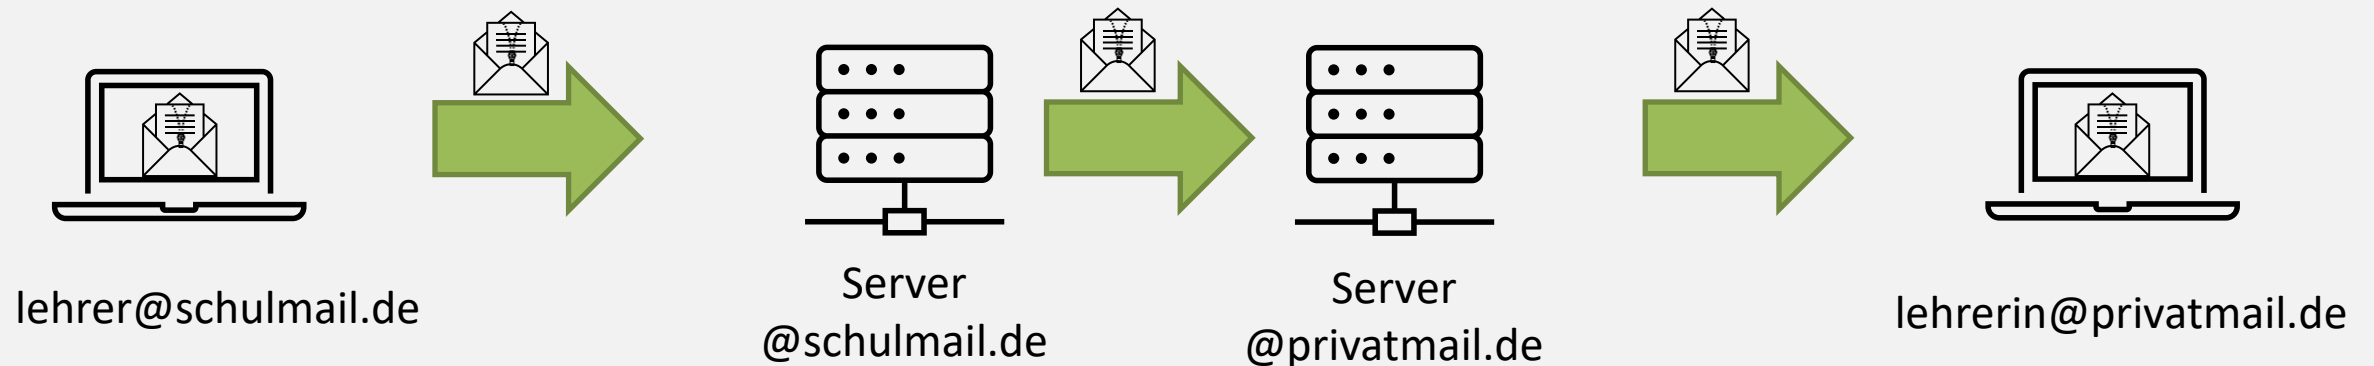 lehrer@schulmail.de
Server
@schulmail.de
Server
@privatmail.de
lehrerin@privatmail.de